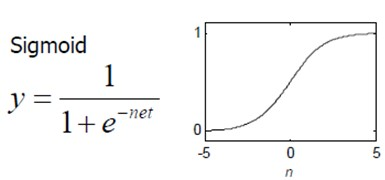 Sigmoid
y = 1 / (1 + e^{-net})
1
0
-5 0 5
n